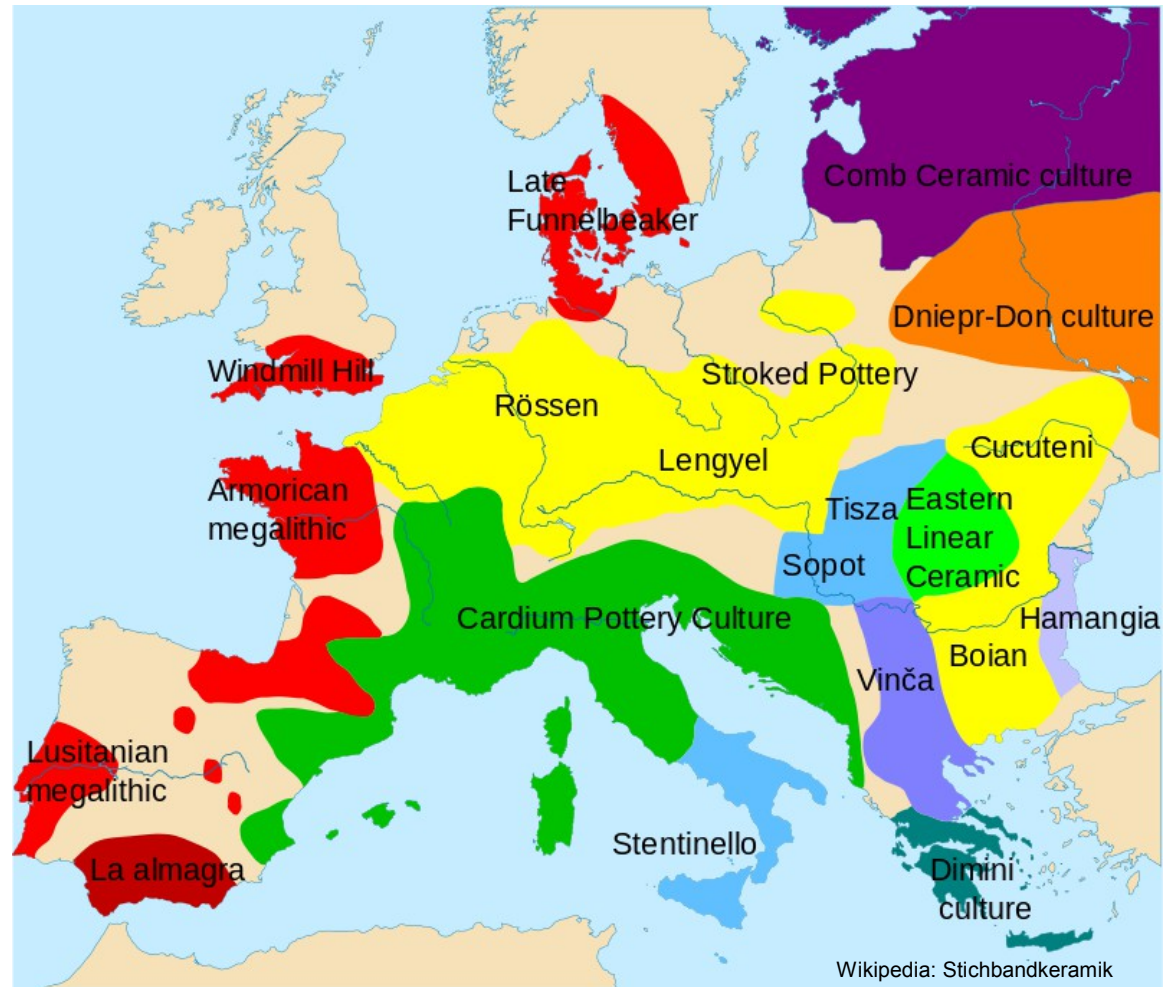 Comb Ceramic culture
Late
Funnelbeaker
Dniepr-Don culture
Windmill Hill
Stroked Pottery
Rössen
Cucuteni
Lengyel
Armorican
megalithic
Tisza
Eastern
Linear
Ceramic
Sopot
Cardium Pottery Culture
Hamangia
Boian
Vinča
Lusitanian
megalithic
Stentinello
La almagra
Dimini
culture
Wikipedia: Stichbandkeramik